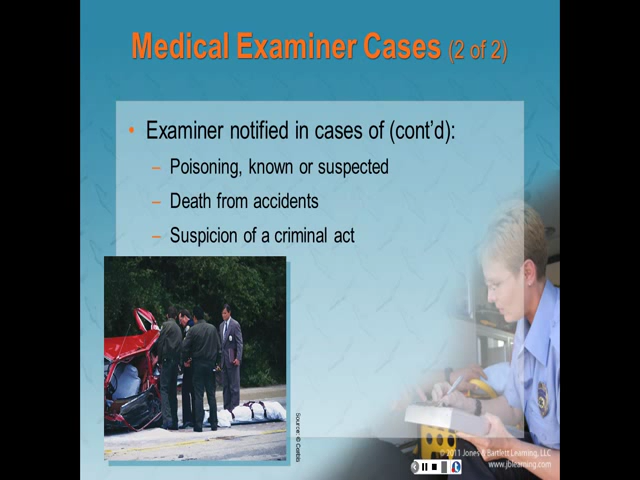 Medical Examiner Cases (2 of 2)
• Examiner notified in cases of (cont'd):
– Poisoning, known or suspected
– Death from accidents
– Suspicion of a criminal act
Source: © Corbis
© 2011 Jones & Bartlett Learning, LLC
www.jblearning.com